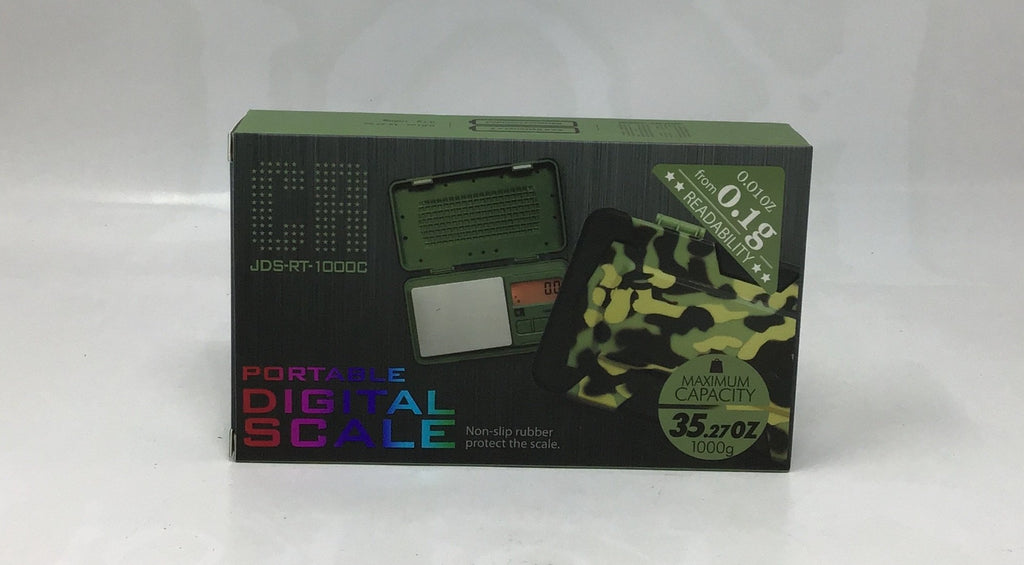 CR
JDS-RT-1000C
0.01OZ
from 0.1g
READABILITY
PORTABLE
DIGITAL
SCALE
Non-slip rubber
protect the scale.
MAXIMUM
CAPACITY
35.27OZ
1000g